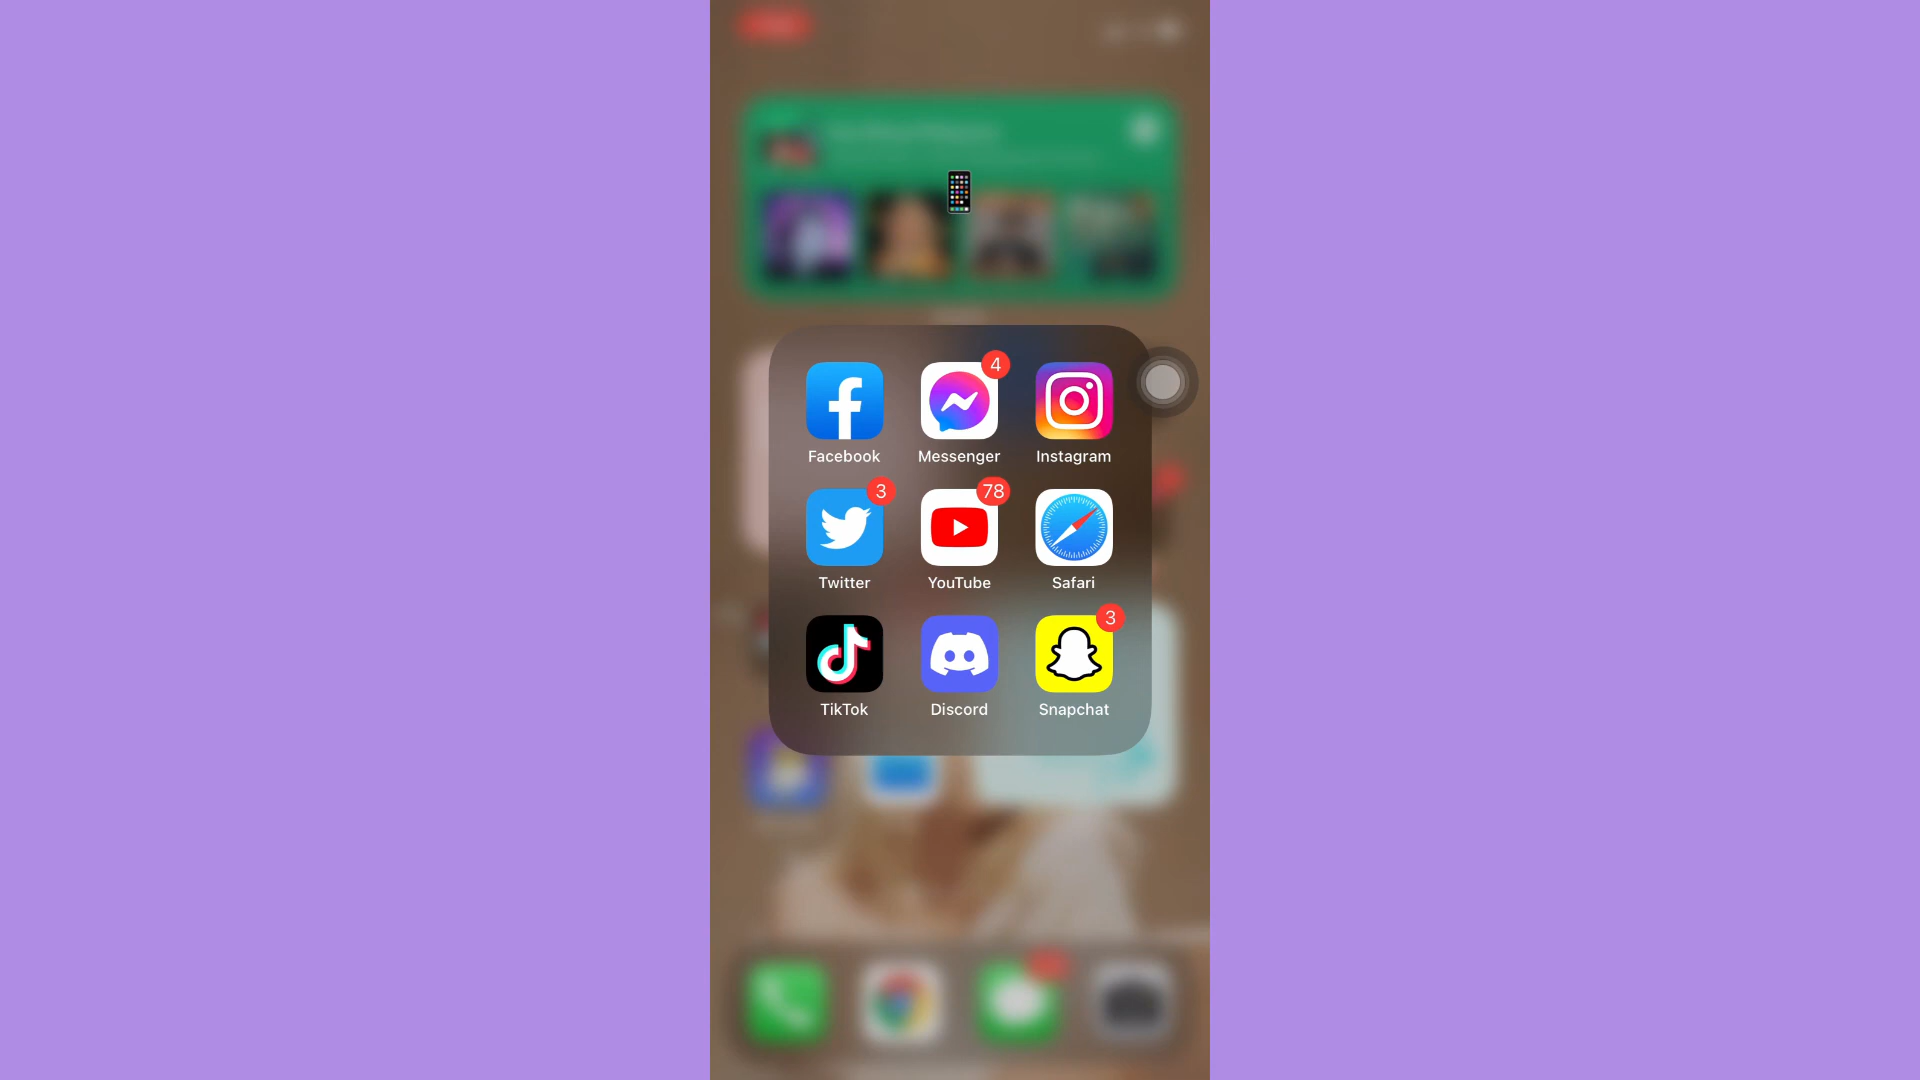 4
Facebook Messenger Instagram
3 78
Twitter YouTube Safari
3
TikTok Discord Snapchat